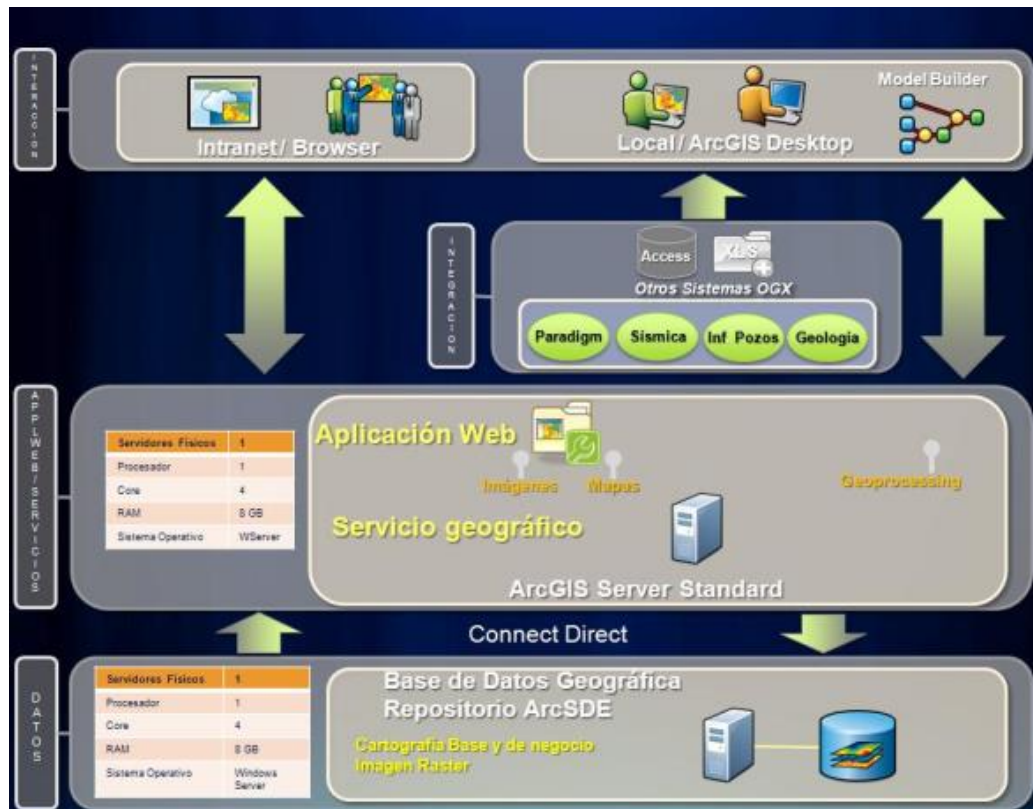 INTERACCION
Intranet/ Browser
Local / ArcGIS Desktop
Model Builder
INTEGRACION
Access
XLS
Otros Sistemas OGX
Paradigm
Sísmica
Inf Pozos
Geologia
APPLWEB/SERVICIOS
Servidores Físicos 1
Procesador 1
Core 4
RAM 8 GB
Sistema Operativo WServer
Aplicación Web
Imágenes
Mapas
Geoprocessing
Servicio geográfico
ArcGIS Server Standard
Connect Direct
DATOS
Servidores Físicos 1
Procesador 1
Core 4
RAM 8 GB
Sistema Operativo Windows
Server
Base de Datos Geográfica
Repositorio ArcSDE
Cartografía Base y de negocio
Imagen Raster